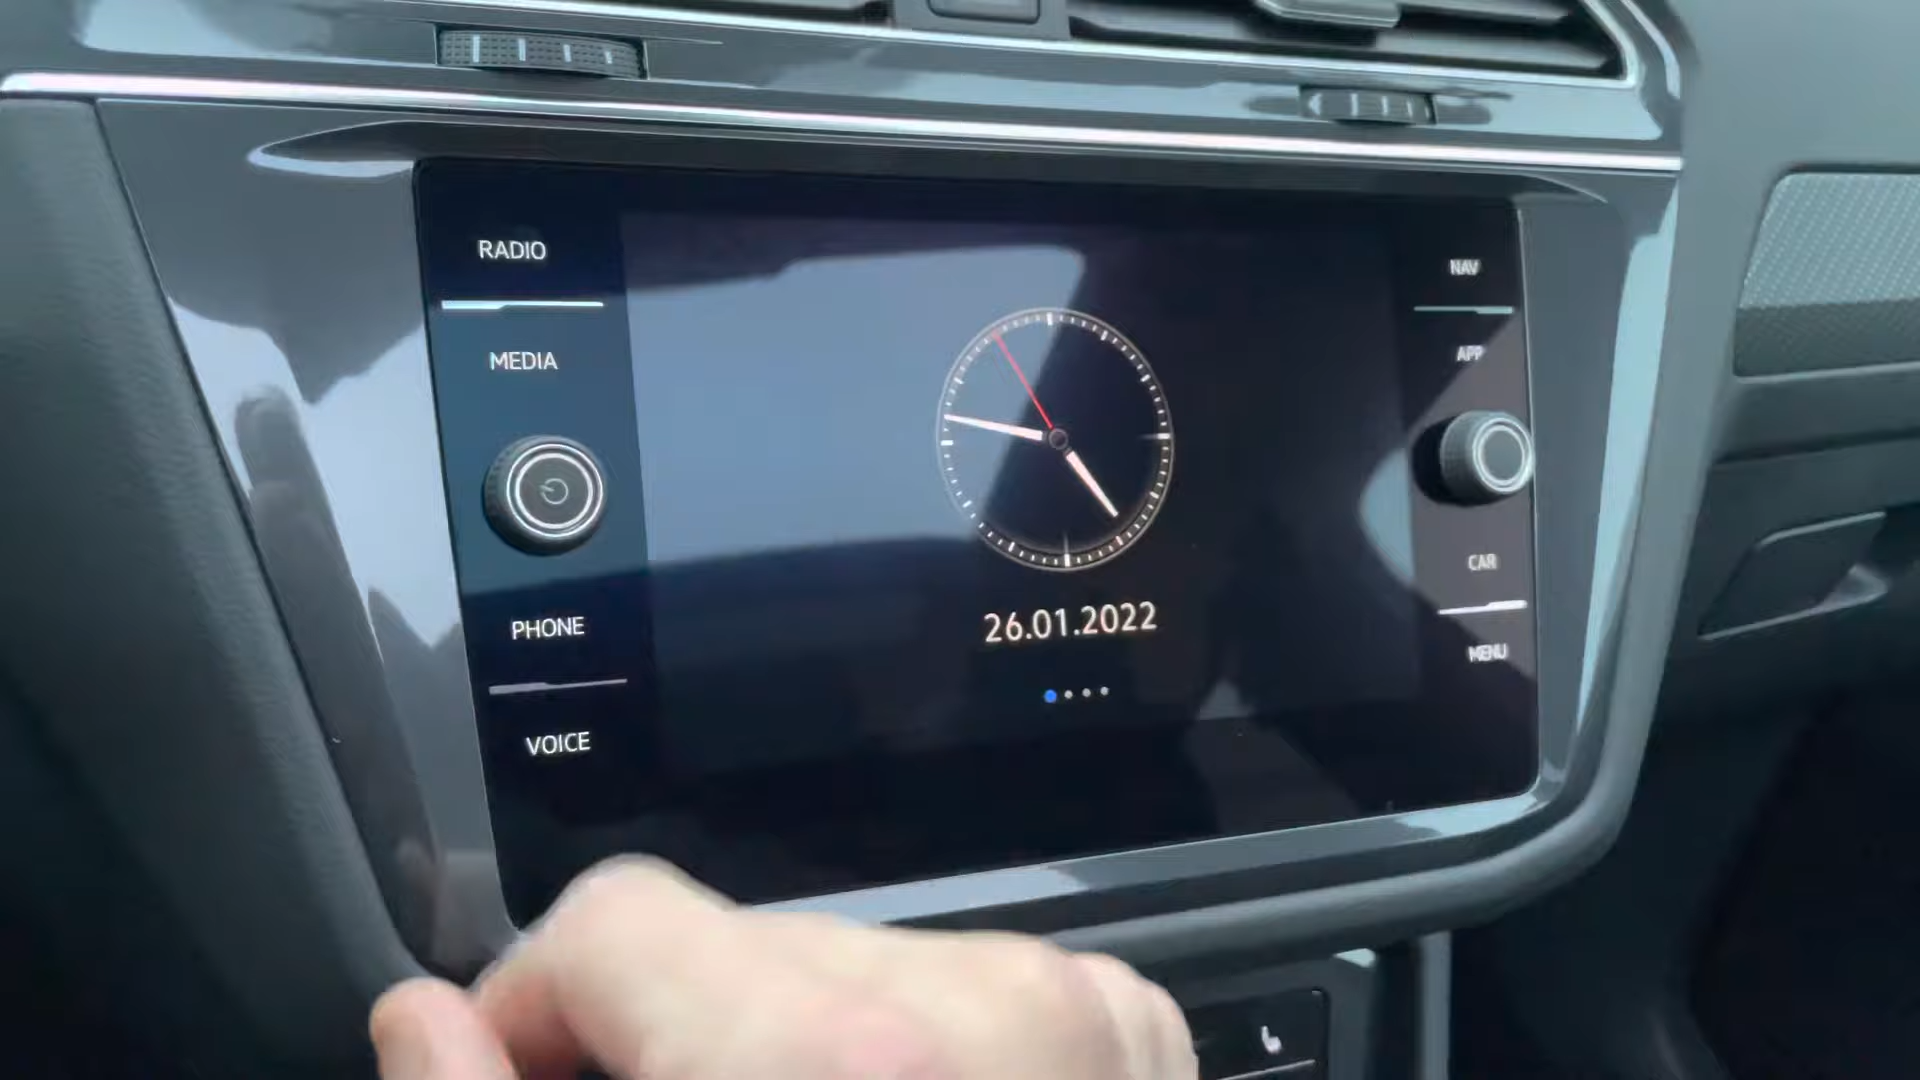 RADIO
MEDIA
PHONE
VOICE
26.01.2022
NAV
APP
CAR
MENU